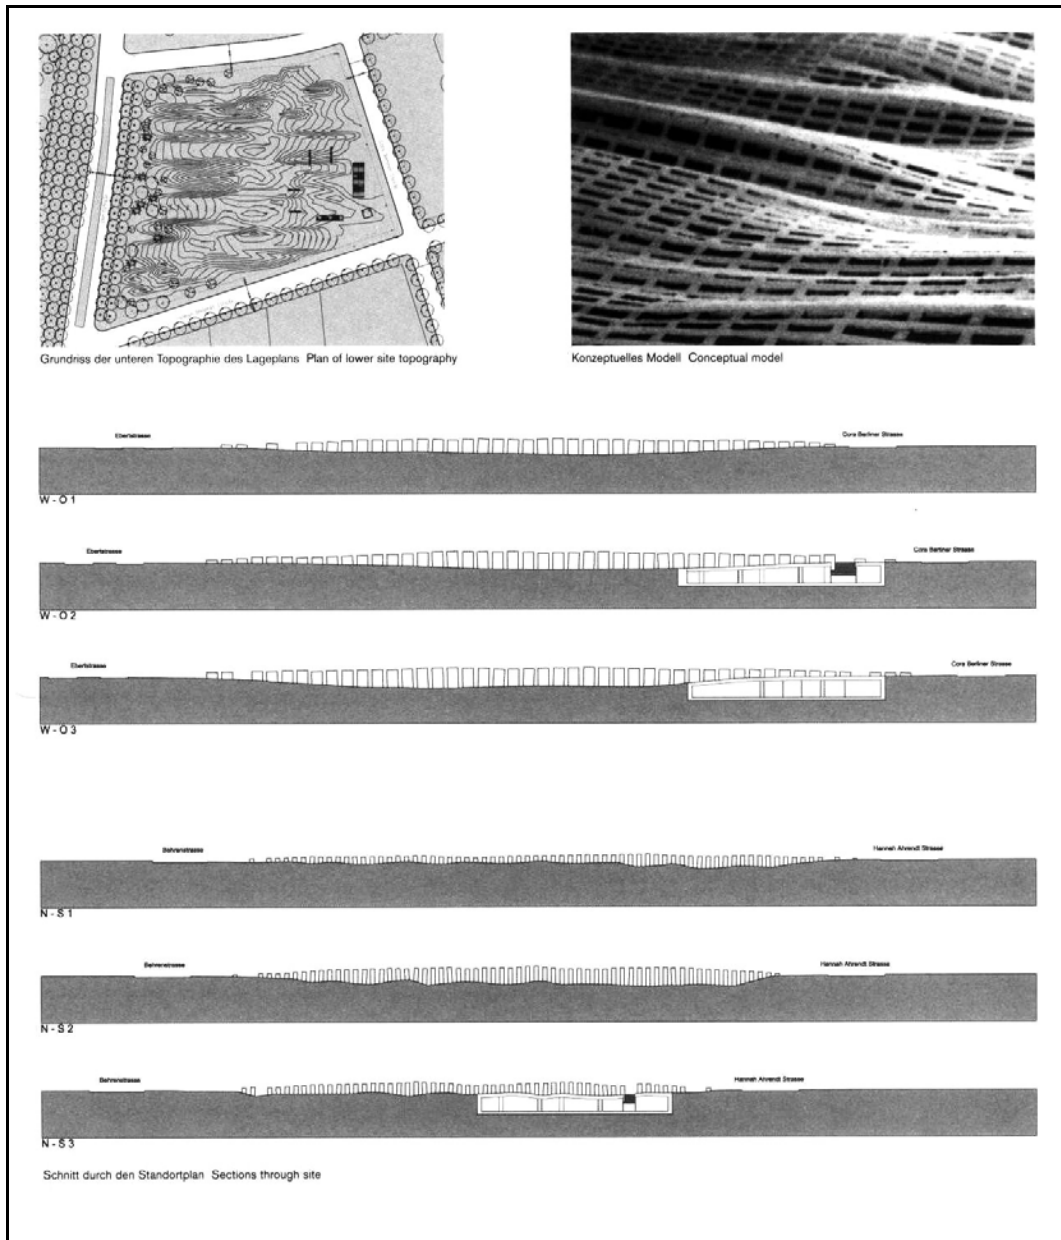 Grundriss der unteren Topographie des Lageplans Plan of lower site topography
Konzeptuelles Modell Conceptual model
Ebertstrasse
Cora Berliner Strasse
W - O 1
Ebertstrasse
Cora Berliner Strasse
W - O 2
Ebertstrasse
Cora Berliner Strasse
W - O 3
Behrenstrasse
Hannah Ahrendt Strasse
N - S 1
Behrenstrasse
Hannah Ahrendt Strasse
N - S 2
Behrenstrasse
Hannah Ahrendt Strasse
N - S 3
Schnitt durch den Standortplan Sections through site